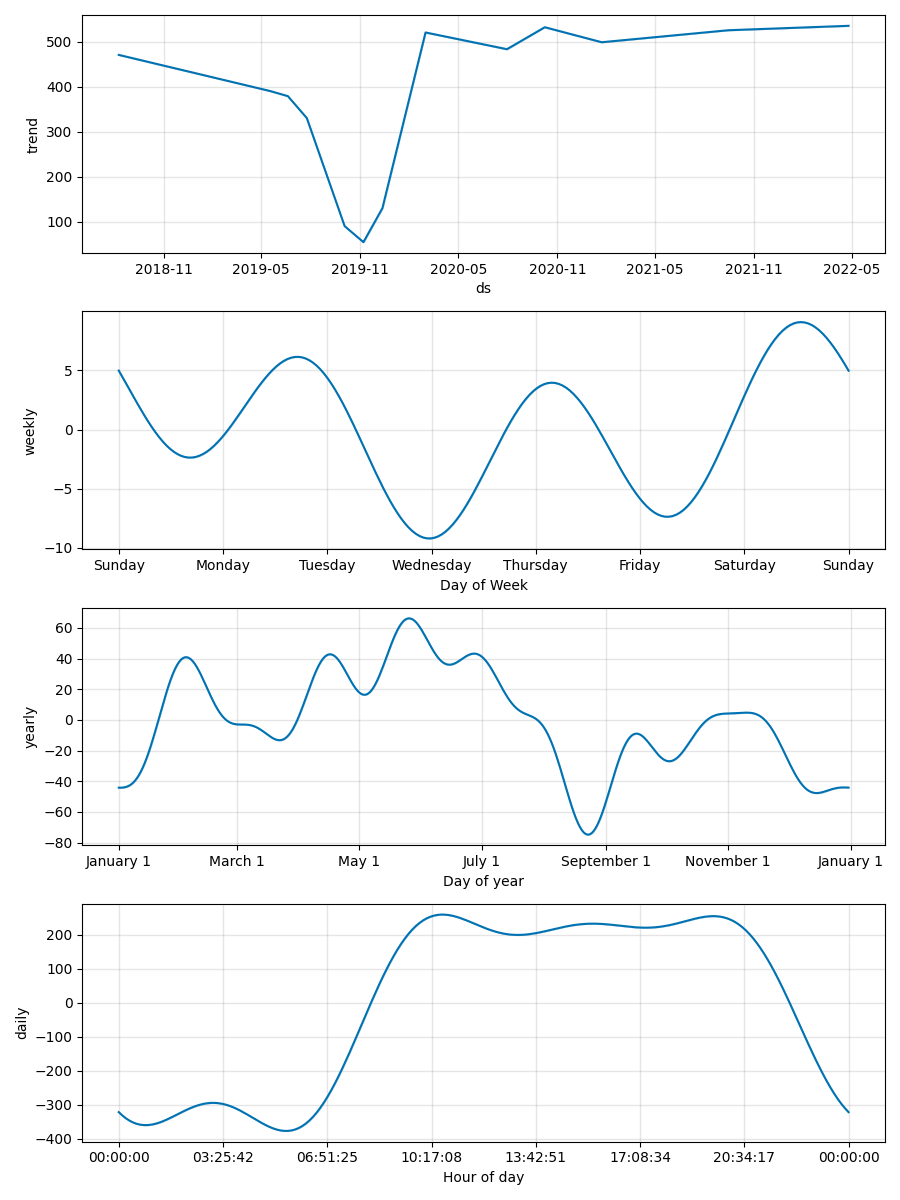 500
400
300
200
100
trend
2018-11 2019-05 2019-11 2020-05 2020-11 2021-05 2021-11 2022-05
ds
5
0
−5
−10
weekly
Sunday Monday Tuesday Wednesday Thursday Friday Saturday Sunday
Day of Week
60
40
20
0
−20
−40
−60
−80
yearly
January 1 March 1 May 1 July 1 September 1 November 1 January 1
Day of year
200
100
0
−100
−200
−300
−400
daily
00:00:00 03:25:42 06:51:25 10:17:08 13:42:51 17:08:34 20:34:17 00:00:00
Hour of day